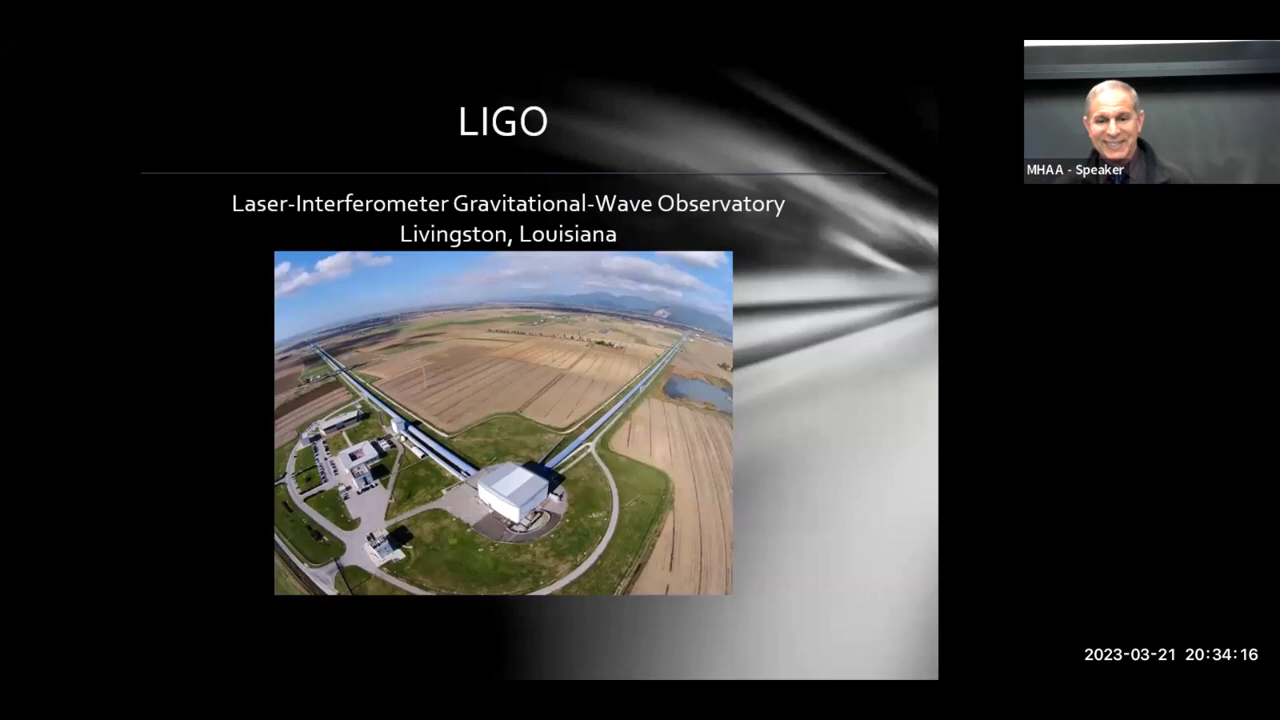 LIGO
Laser-Interferometer Gravitational-Wave Observatory
Livingston, Louisiana
MHAA - Speaker
2023-03-21 20:34:16